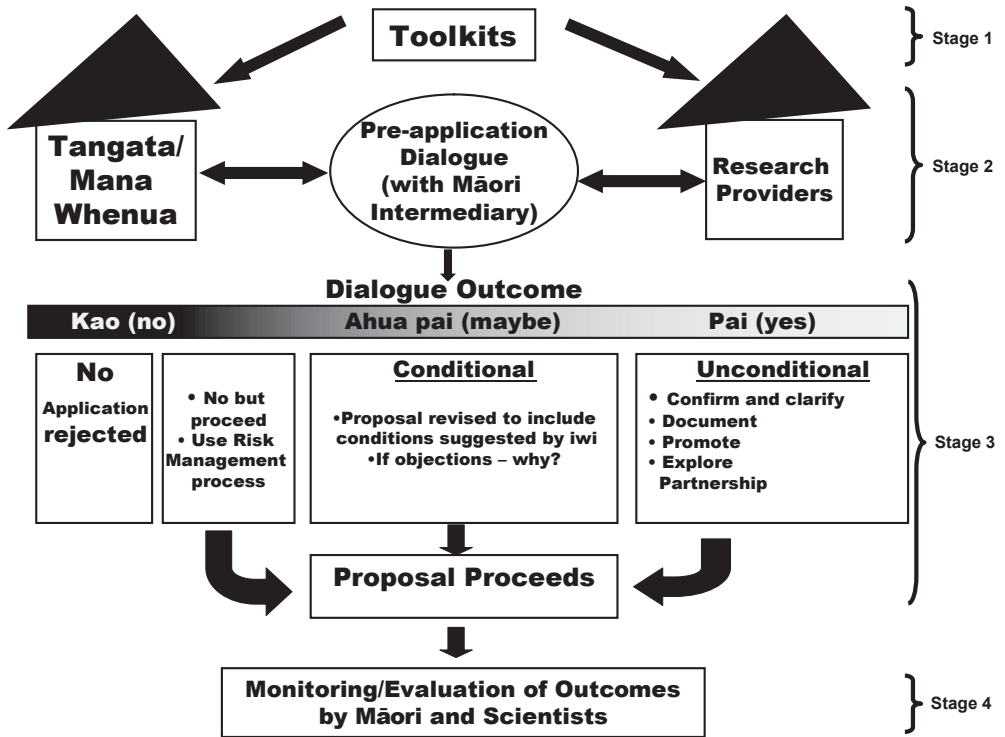 Toolkits
Stage 1
Tangata/
Mana
Whenua
Pre-application
Dialogue
(with Māori
Intermediary)
Research
Providers
Stage 2
Dialogue Outcome
Kao (no)
Ahua pai (maybe)
Pai (yes)
No
Application
rejected
• No but
proceed
• Use Risk
Management
process
Conditional
•Proposal revised to include
conditions suggested by iwi
•If objections – why?
Unconditional
• Confirm and clarify
• Document
• Promote
• Explore
Partnership
Stage 3
Proposal Proceeds
Monitoring/Evaluation of Outcomes
by Māori and Scientists
Stage 4